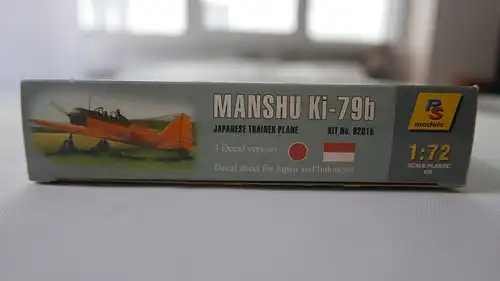 MANSHU Ki-79b
JAPANESE TRAINER PLANE KIT No. 92015
3 Decal version
Decal sheet for Japan and Indonesia
RS
models
1:72
SCALE PLASTIC
KIT